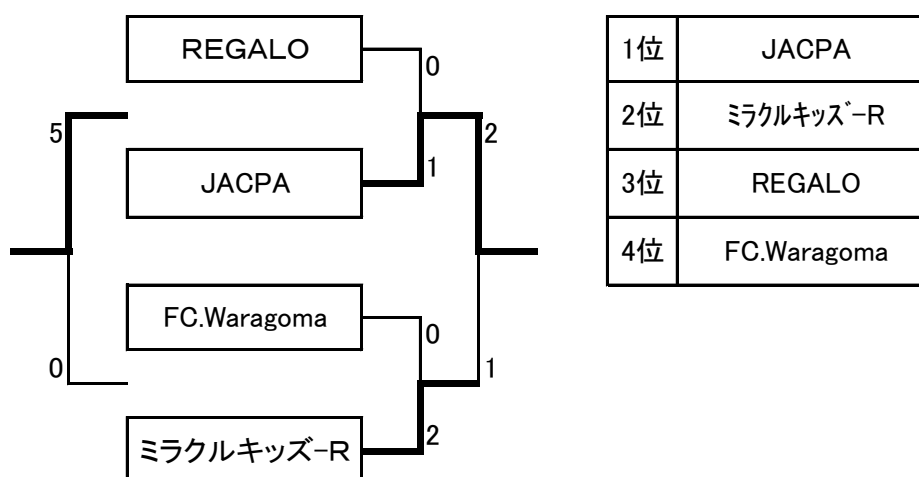 REGALO
0
5
2
JACPA
1
FC.Waragoma
0
0
1
ミラクルキッズ-R
2
1位 JACPA
2位 ﾐﾗｸﾙｷｯｽﾞ-R
3位 REGALO
4位 FC.Waragoma